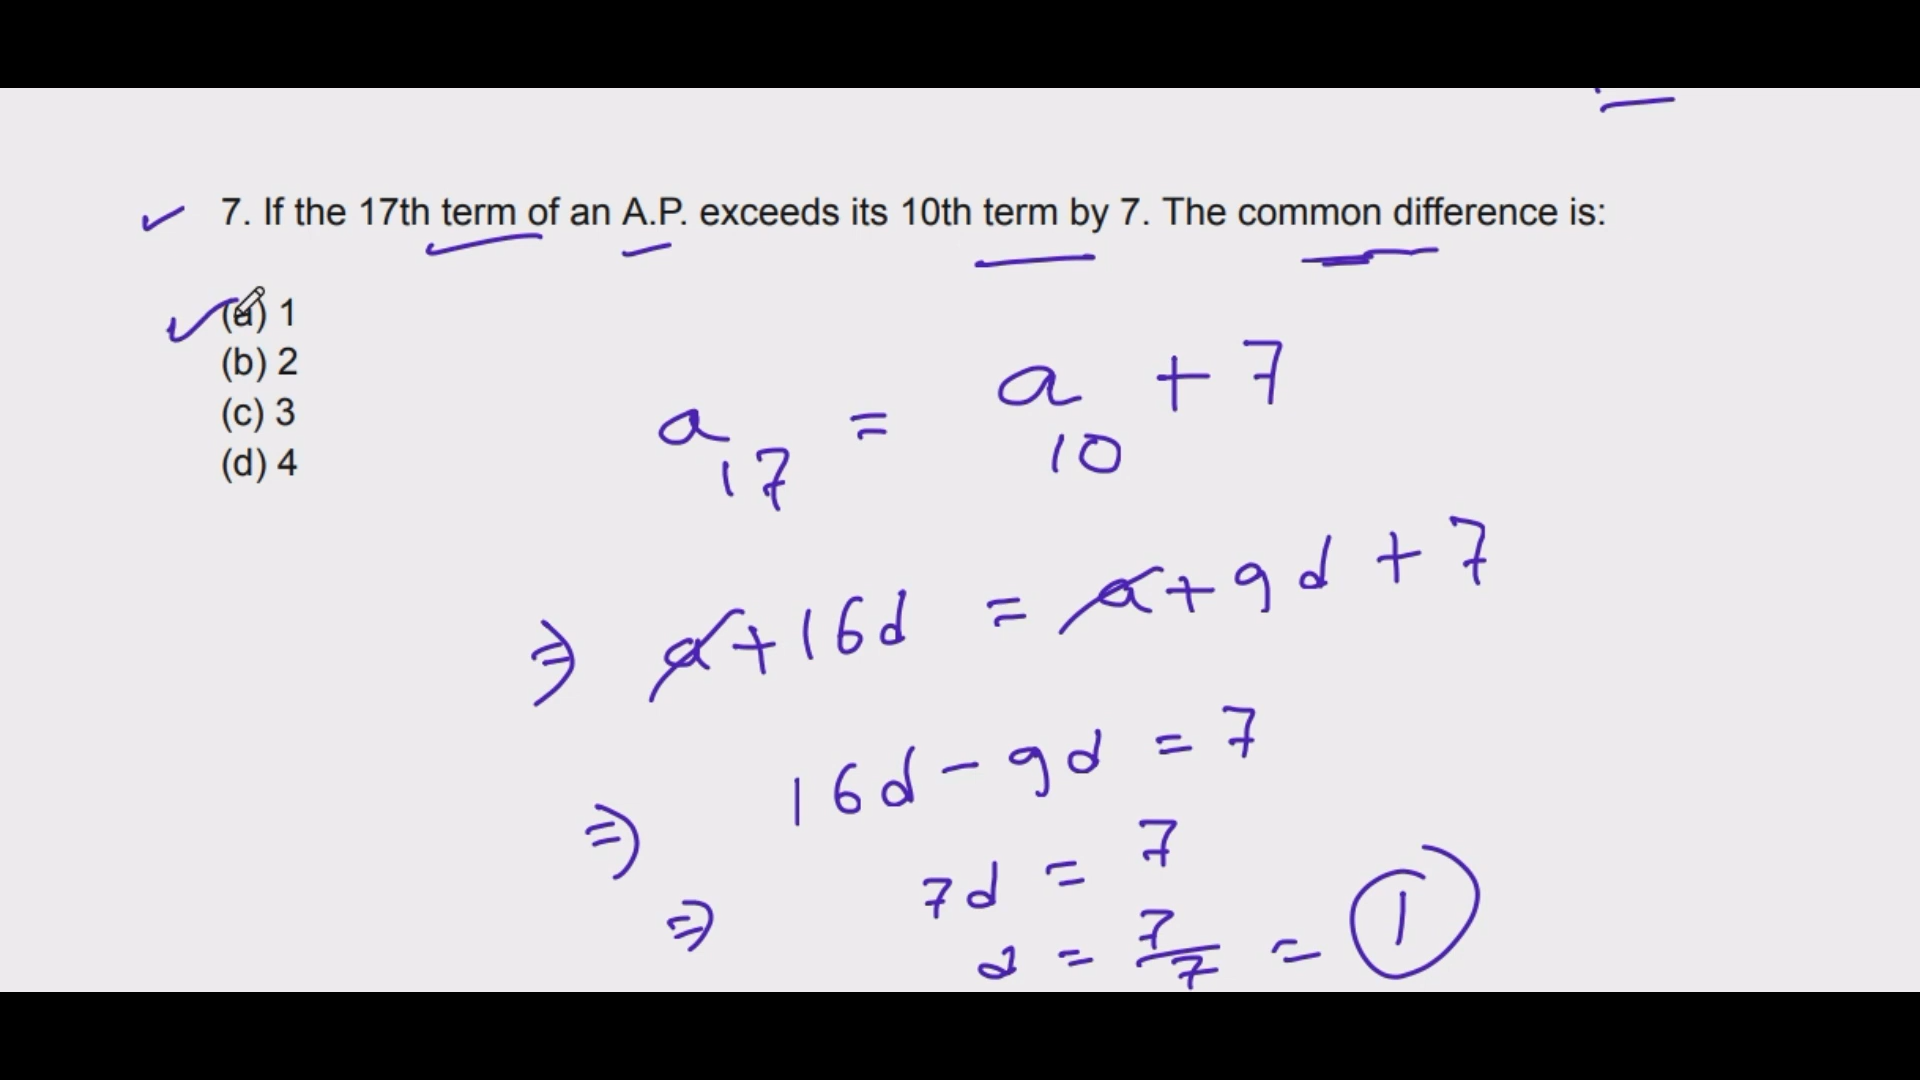 7. If the 17th term of an A.P. exceeds its 10th term by 7. The common difference is:
(a) 1
(b) 2
(c) 3
(d) 4
a₁₇ = a₁₀ + 7
⇒ a + 16d = a + 9d + 7
⇒ 16d - 9d = 7
7d = 7
⇒ d = 7/7 = 1